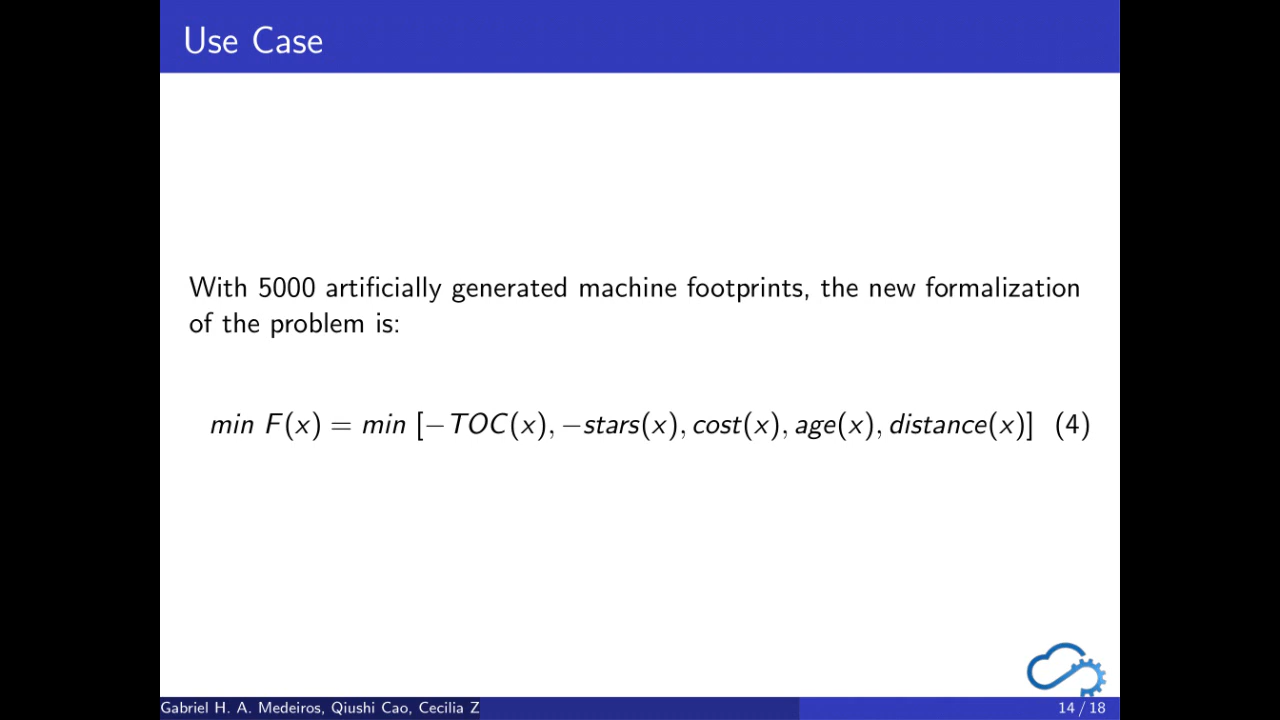 Use Case
With 5000 artificially generated machine footprints, the new formalization
of the problem is:
min F(x) = min [−TOC(x), −stars(x), cost(x), age(x), distance(x)] (4)
Gabriel H. A. Medeiros, Qiushi Cao, Cecilia Z
14 / 18